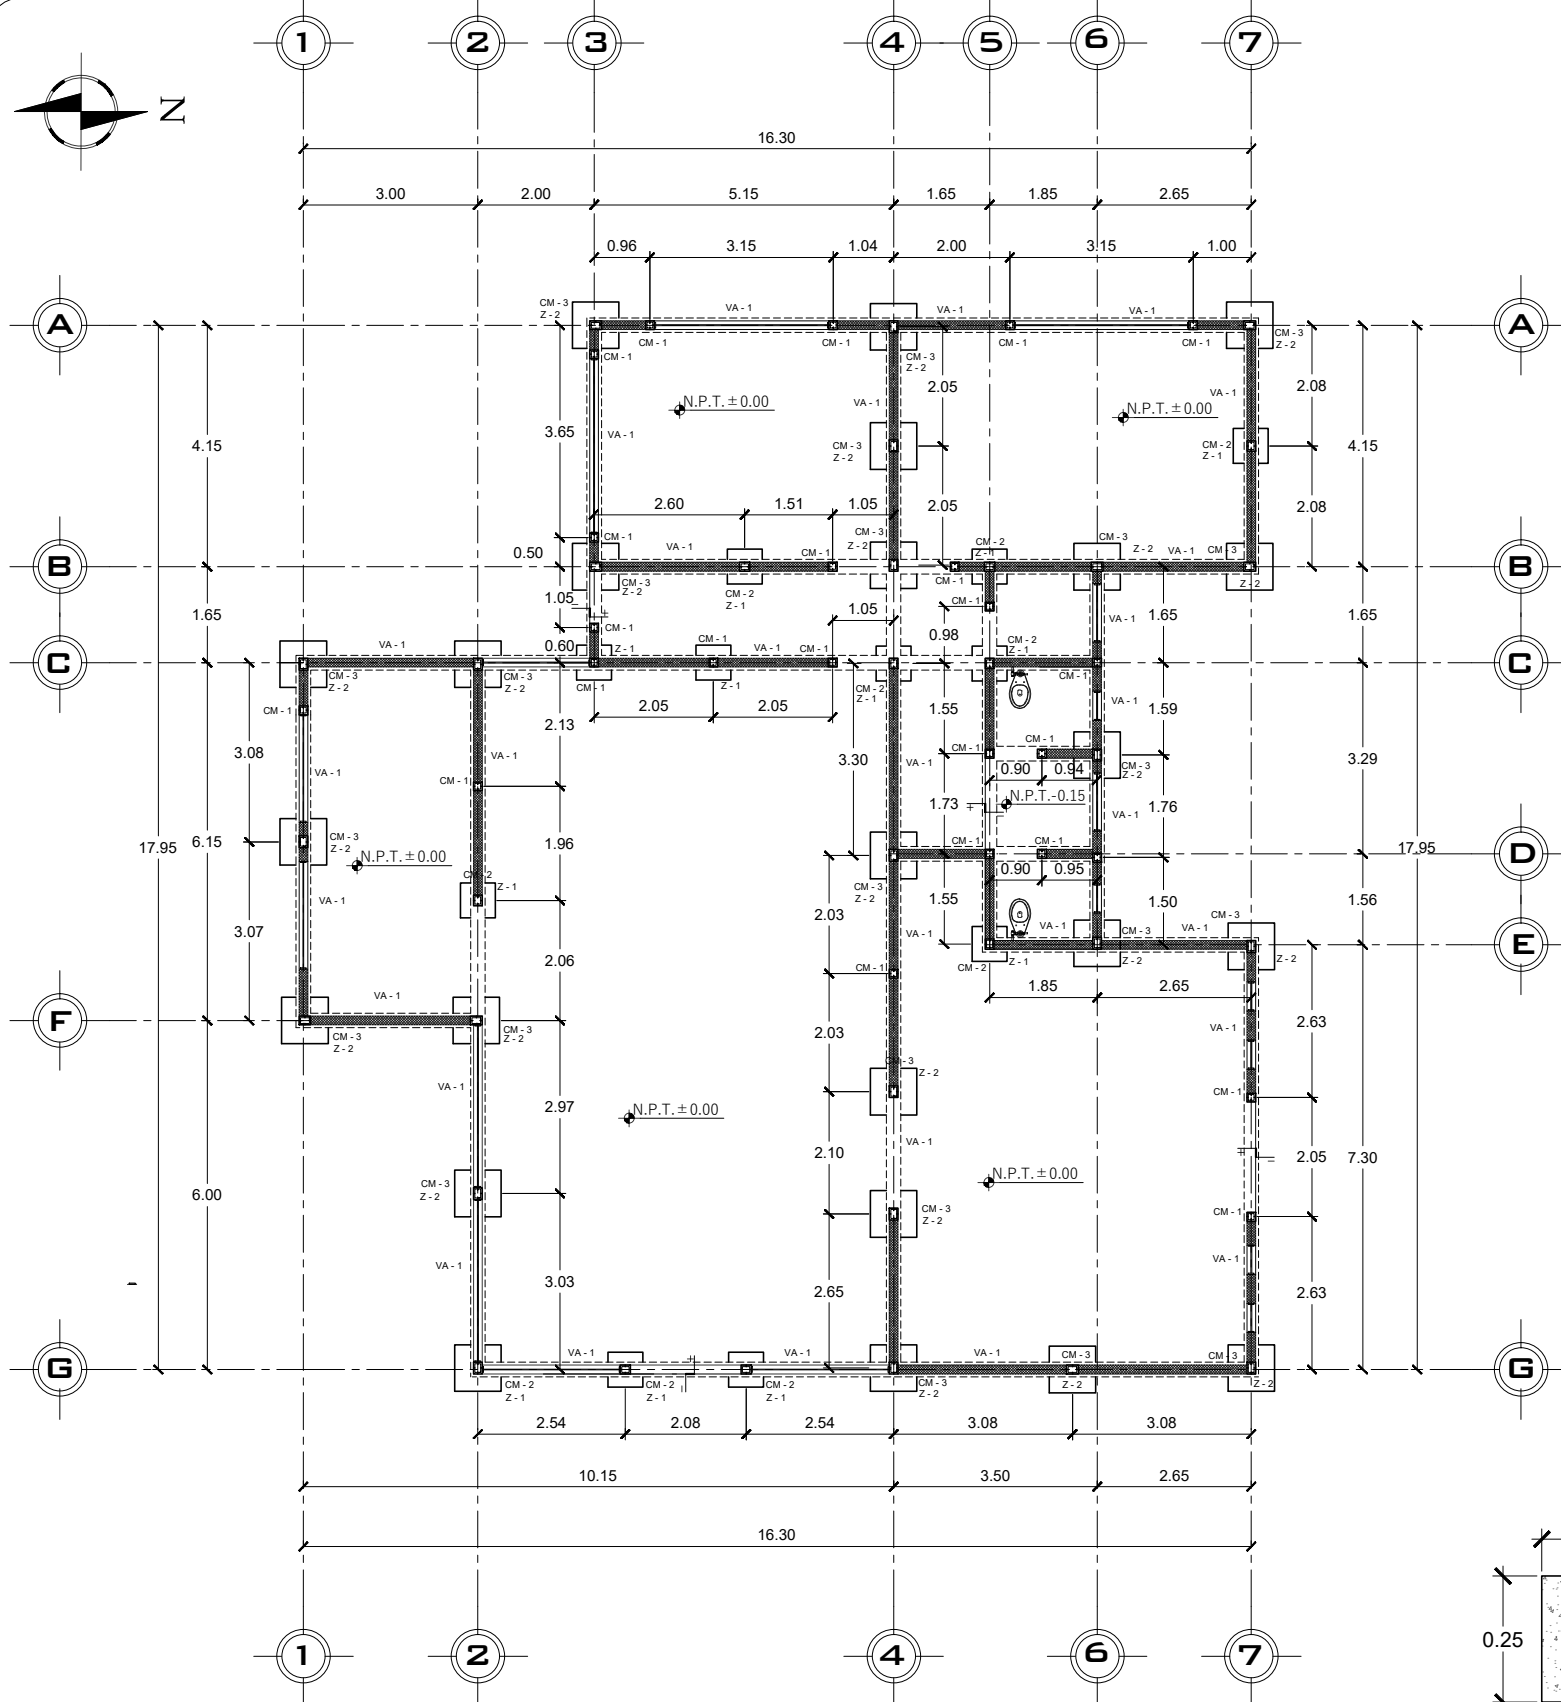 1 2 3 4 5 6 7
N
16.30
3.00 2.00 5.15 1.65 1.85 2.65
0.96 3.15 1.04 2.00 3.15 1.00
CM - 3
Z - 2
VA - 1 VA - 1 VA - 1
A A
CM - 1 CM - 1 CM - 1 CM - 1
CM - 3
Z - 2
CM - 3
Z - 2
CM - 1
2.05 2.08
N.P.T. ± 0.00 VA - 1 N.P.T. ± 0.00 VA - 1
3.65 VA - 1
4.15 4.15
CM - 3
Z - 2
CM - 2
Z - 1
2.60 1.51 1.05 2.05 2.08
CM - 1 CM - 3
Z - 2
CM - 2
Z - 1
CM - 3
Z - 2 VA - 1 CM - 3
0.50 VA - 1 CM - 1
B B
CM - 3
Z - 2
CM - 2
Z - 1
CM - 1 Z - 2
1.05 CM - 1
1.65 1.05 VA - 1 1.65 1.65
CM - 1 0.98
0.60 Z - 1 CM - 1 VA - 1 CM - 1 CM - 2
Z - 1
VA - 1
C C
CM - 3
Z - 2
CM - 3
Z - 2
CM - 1 Z - 1 CM - 2
Z - 1
CM - 1
CM - 1 2.05 2.05 1.55 VA - 1 1.59
2.13
3.08 VA - 1 CM - 1 CM - 1
3.30 VA - 1 3.29
VA - 1 CM - 1 0.90 0.94 CM - 3
Z - 2
1.73 N.P.T.-0.15 1.76
VA - 1
17.95 6.15 CM - 3
Z - 2
1.96 CM - 1 CM - 1 17.95
N.P.T. ± 0.00
D
0.90 0.95
CM - 2
Z - 1
CM - 3
Z - 2
VA - 1 2.03 1.55 1.50 1.56
3.07 VA - 1 VA - 1 VA - 1 CM - 3
CM - 3
E
2.06 CM - 1 CM - 2 Z - 1 Z - 2 Z - 2
VA - 1 1.85 2.65
F
CM - 3
Z - 2
CM - 3
Z - 2
2.03 VA - 1 2.63
CM - 3
Z - 2
VA - 1 CM - 1
2.97 N.P.T. ± 0.00
VA - 1
2.10 2.05 7.30
N.P.T. ± 0.00
6.00 CM - 3
Z - 2
CM - 3
Z - 2
CM - 1
VA - 1 VA - 1
3.03 2.65 2.63
VA - 1 VA - 1 VA - 1 CM - 3 CM - 3
G G
CM - 2
Z - 1
CM - 2
Z - 1
CM - 2
Z - 1
CM - 3
Z - 2
Z - 2 Z - 2
2.54 2.08 2.54 3.08 3.08
10.15 3.50 2.65
16.30
0.25
1 2 4 6 7